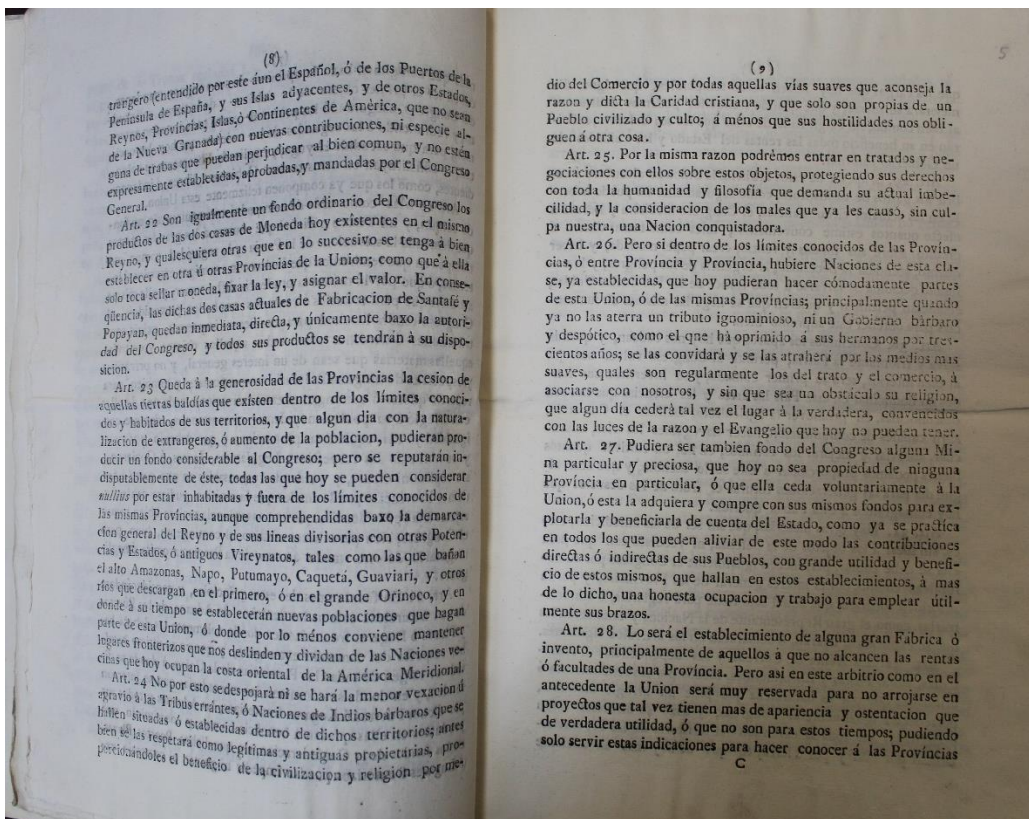 (8)
trangero (entendido por este áun el Español, ó de los Puertos de la
Península de España, y sus Islas adyacentes, y de otros Estados,
Reynos, Províncias, Islas, ò Continentes de Amèrica, que no sean
de la Nueva Granada) con nuevas contribuciones, ni especie al-
guna de trabas que puedan perjudicar al bien comun, y no estén
expresamente establecidas, aprobadas, y mandadas por el Congreso
General.
Art. 22 Son igualmente un fondo ordinario del Congreso los
produƈtos de las dos casas de Moneda hoy existentes en el mismo
Reyno, y qualesquiera otras que en lo succesivo se tenga à bien
establecer en otra ú otras Províncias de la Union; como que à ella
solo toca sellar moneda, fixar la ley, y asignar el valor. En conse-
qüencia, las dichas dos casas aƈtuales de Fabricacion de Santafé y
Popayan, quedan inmediata, direƈta, y únicamente baxo la autori-
dad del Congreso, y todos sus produƈtos se tendrán à su dispo-
sicion.
Art. 23 Queda à la generosidad de las Províncias la cesion de
aquellas tierras baldías que exîsten dentro de los límites conoci-
dos y habitados de sus territorios, y que algun dia con la natura-
lizacion de extrangeros, ó aumento de la poblacion, pudieran pro-
ducir un fondo considerable al Congreso; pero se reputarán in-
disputablemente de éste, todas las que hoy se pueden considerar
nullius por estar inhabitadas y fuera de los límites conocidos de
las mismas Províncias, aunque comprehendidas baxo la demarca-
cion general del Reyno y de sus lineas divisorias con otras Poten-
cias y Estados, ó antiguos Vireynatos, tales como las que bañan
el alto Amazonas, Napo, Putumayo, Caquetá, Guaviari, y otros
ríos que descargan en el primero, ò én el grande Orinoco, y en
donde à su tiempo se establecerán nuevas poblaciones que hagan
parte de esta Union, ó donde por lo ménos conviene mantener
lugares fronterizos que nos deslinden y dividan de las Naciones ve-
cinas que hoy ocupan la costa oriental de la América Meridional.
Art. 24 No por esto se despojará ni se hará la menor vexacion ú
agravio á las Tribus errántes, ò Naciones de Indios bárbaros que se
hallen situadas ó establecidas dentro de dichos territorios; antes
bien se las respetará como legítimas y antiguas propietarias, pro-
porcionándoles el beneficio de la civilizacion y religion por me-
5
(9)
dio del Comercio y por todas aquellas vías suaves que aconseja la
razon y diƈta la Caridad cristiana, y que solo son propias de un
Pueblo civilizado y culto; á ménos que sus hostilidades nos obli-
guen á otra cosa.
Art. 25. Por la misma razon podrémos entrar en tratados y ne-
gociaciones con ellos sobre estos objetos, protegiendo sus derechos
con toda la humanidad y filosofía que demanda su aƈtual imbe-
cilidad, y la consideracion de los males que ya les causò, sin cul-
pa nuestra, una Nacion conquistadora.
Art. 26. Pero si dentro de los límites conocidos de las Provín-
cias, ò entre Províncía y Províncía, hubiere Naciones de esta cla-
se, ya establecidas, que hoy pudieran hacer cómodamente partes
de esta Union, ó de las mismas Províncias; principalmente quando
ya no las aterra un tributo ignominioso, ni un Gobierno bàrbaro
y despótico, como el qne hà oprimido á sus hermanos por tres-
cientos años; se las convidará y se las atraherá por los medios mas
suaves, quales son regularmente los del trato y el comercio, à
asociarse con nosotros, y sin que sea un obstáculo su religion,
que algun día cederà tal vez el lugar à la verdadera, convencidos
con las luces de la razon y el Evangelio que hoy no pueden tener.
Art. 27. Pudiera ser tambien fondo del Congreso alguna Mi-
na particular y preciosa, que hoy no sea propiedad de ninguna
Províncía en particular, ó que ella ceda voluntariamente à la
Union, ó esta la adquiera y compre con sus mismos fondos para ex-
plotarla y beneficiarla de cuenta del Estado, como ya se praƈtíca
en todos los que pueden aliviar de este modo las contribuciones
direƈtas ó indireƈtas de sus Pueblos, con grande utilidad y benefi-
cio de estos mismos, que hallan en estos establecimientos, à mas
de lo dicho, una honesta ocupacion y trabajo para emplear útil-
mente sus brazos.
Art. 28. Lo será el establecimiento de alguna gran Fabrica ò
invento, principalmente de aquellos á que no alcancen las rentas
ò facultades de una Províncía. Pero asi en este arbitrio como en el
antecedente la Union será muy reservada para no arrojarse en
proyeƈtos que tal vez tienen mas de apariencia y ostentacion que
de verdadera utilidad, ò que no son para estos tiempos; pudiendo
solo servir estas indicaciones para hacer conocer á las Províncias
C